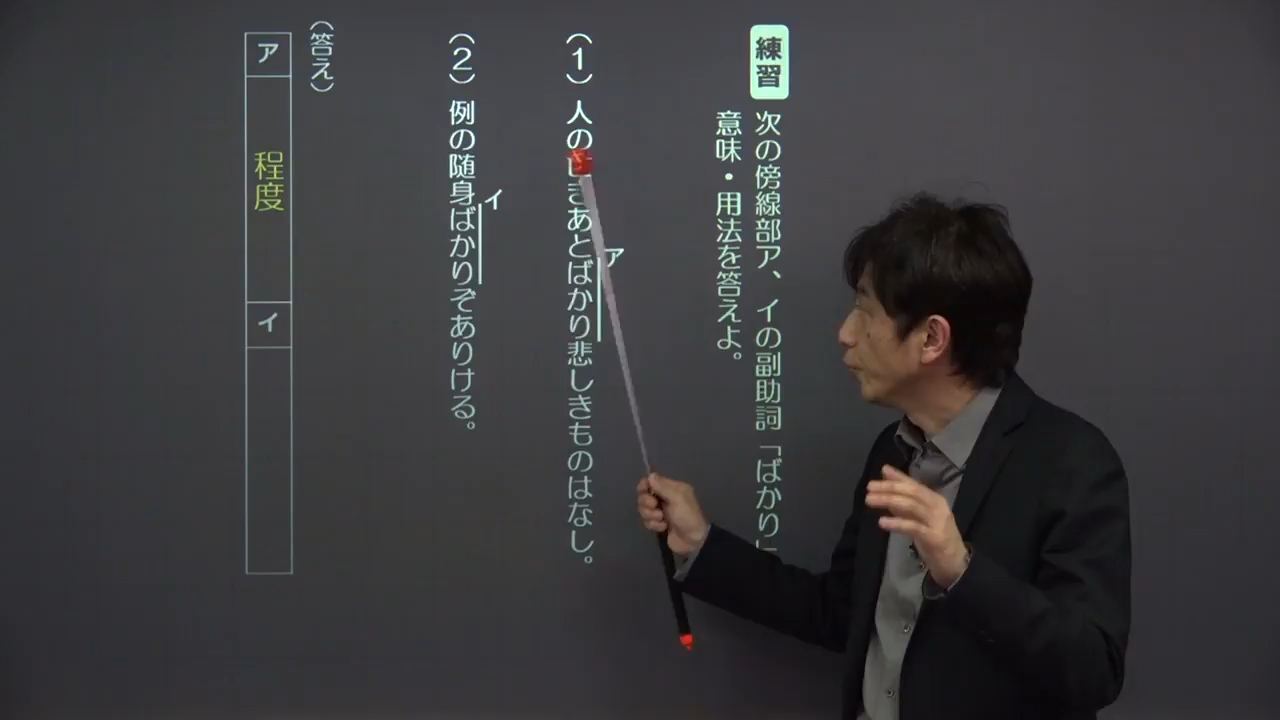 練習
次の傍線部ア、イの副助詞「ばかり」
意味・用法を答えよ。
ア
（1）人の亡きあとばかり悲しきものはなし。
イ
（2）例の随身ばかりぞありける。
（答え）
ア
程度
イ